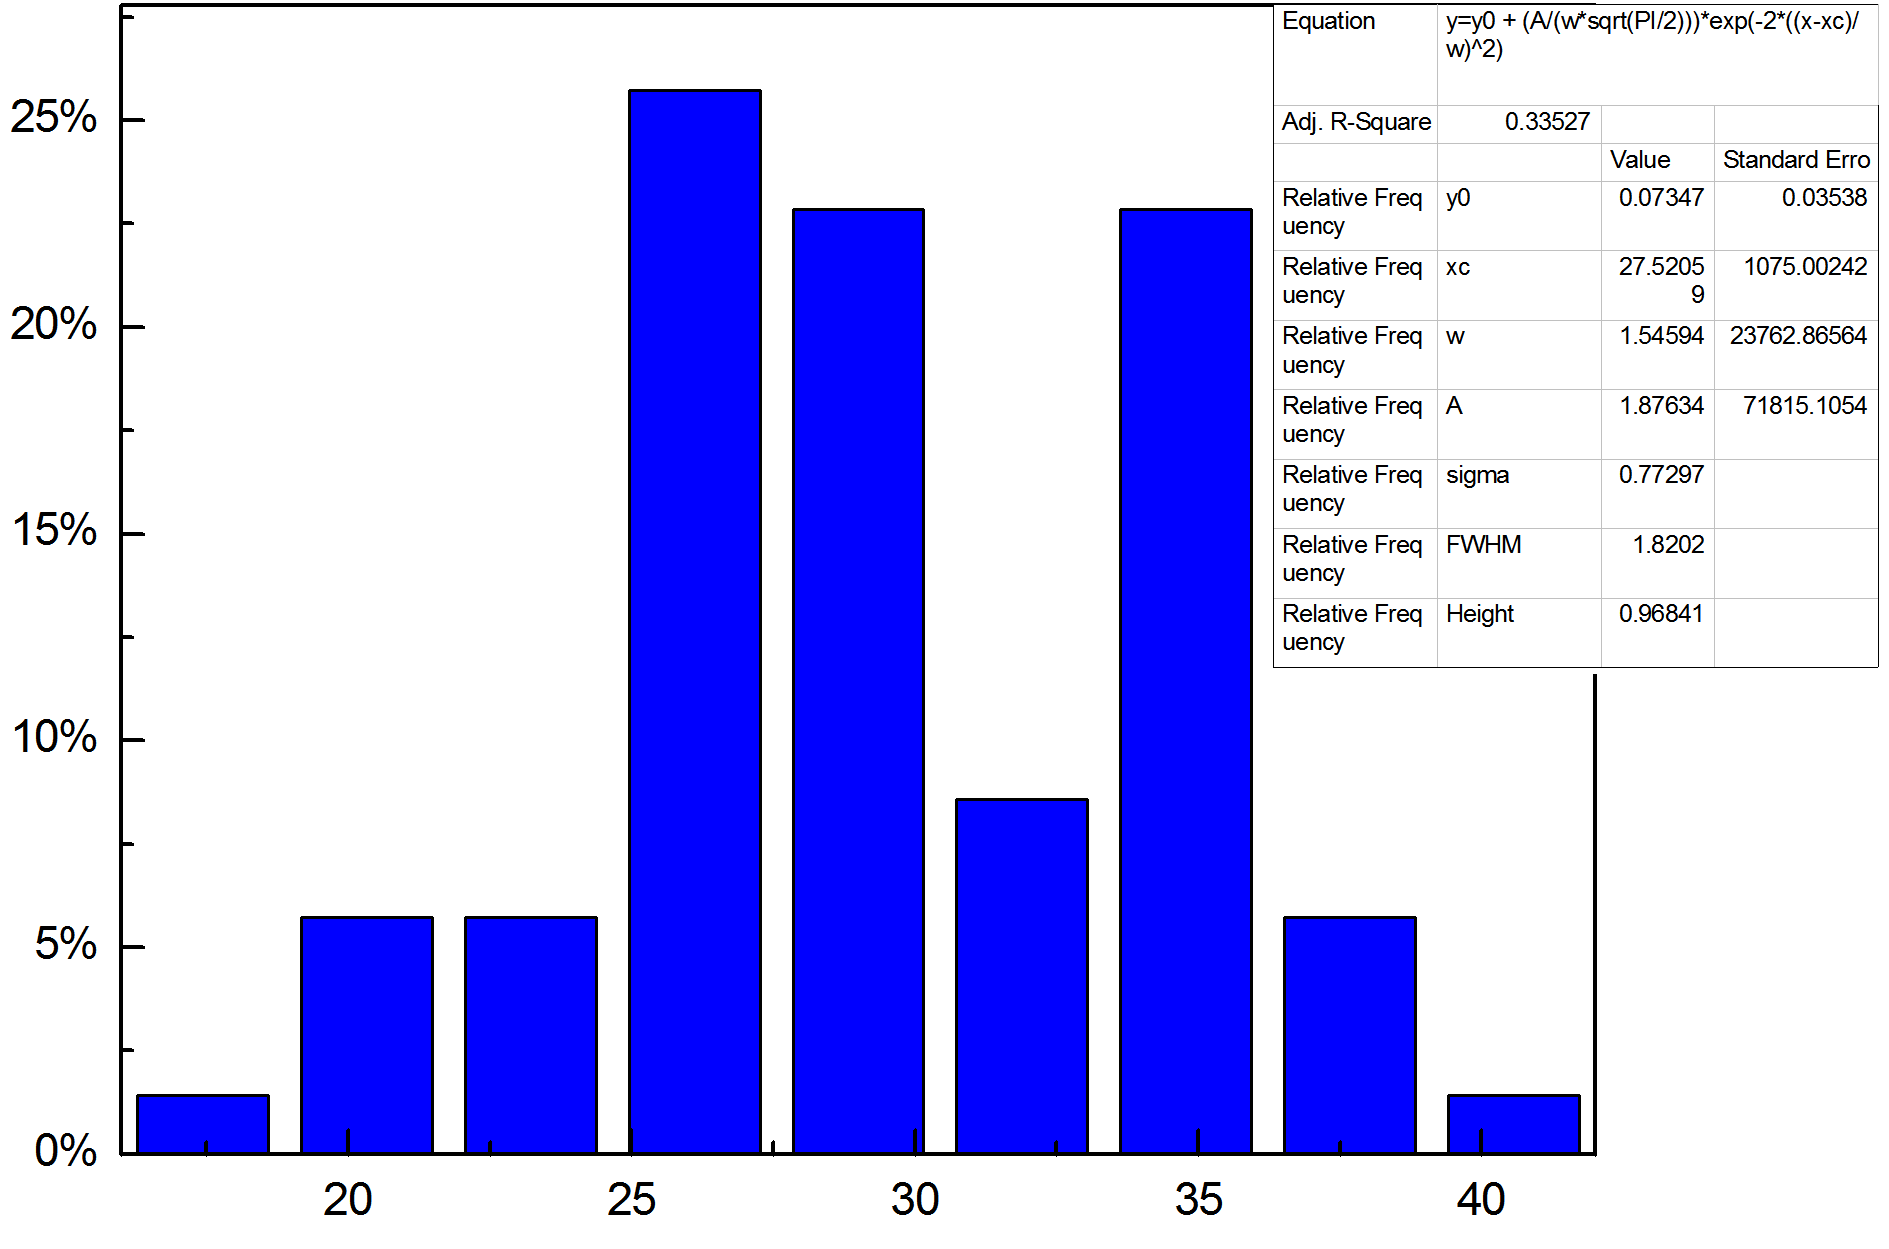 Equation y=y0 + (A/(w*sqrt(PI/2)))*exp(-2*((x-xc)/
w)^2)
Adj. R-Square 0.33527
Value Standard Erro
Relative Freq y0 0.07347 0.03538
uency
Relative Freq xc 27.5205 1075.00242
uency 9
Relative Freq w 1.54594 23762.86564
uency
Relative Freq A 1.87634 71815.1054
uency
Relative Freq sigma 0.77297
uency
Relative Freq FWHM 1.8202
uency
Relative Freq Height 0.96841
uency
25%
20%
15%
10%
5%
0%
20 25 30 35 40